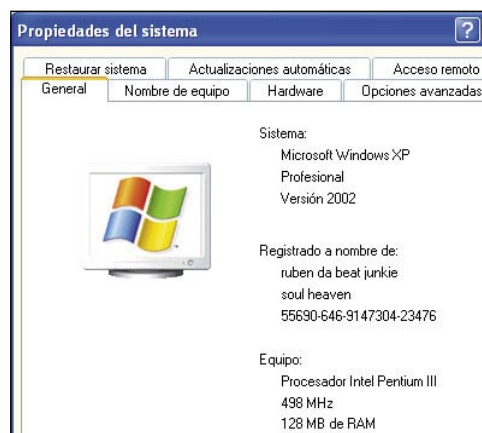 Propiedades del sistema
?
Restaurar sistema Actualizaciones automáticas Acceso remoto
General Nombre de equipo Hardware Opciones avanzadas
Sistema:
Microsoft Windows XP
Profesional
Versión 2002
Registrado a nombre de:
ruben da beat junkie
soul heaven
55690-646-9147304-23476
Equipo:
Procesador Intel Pentium III
498 MHz
128 MB de RAM